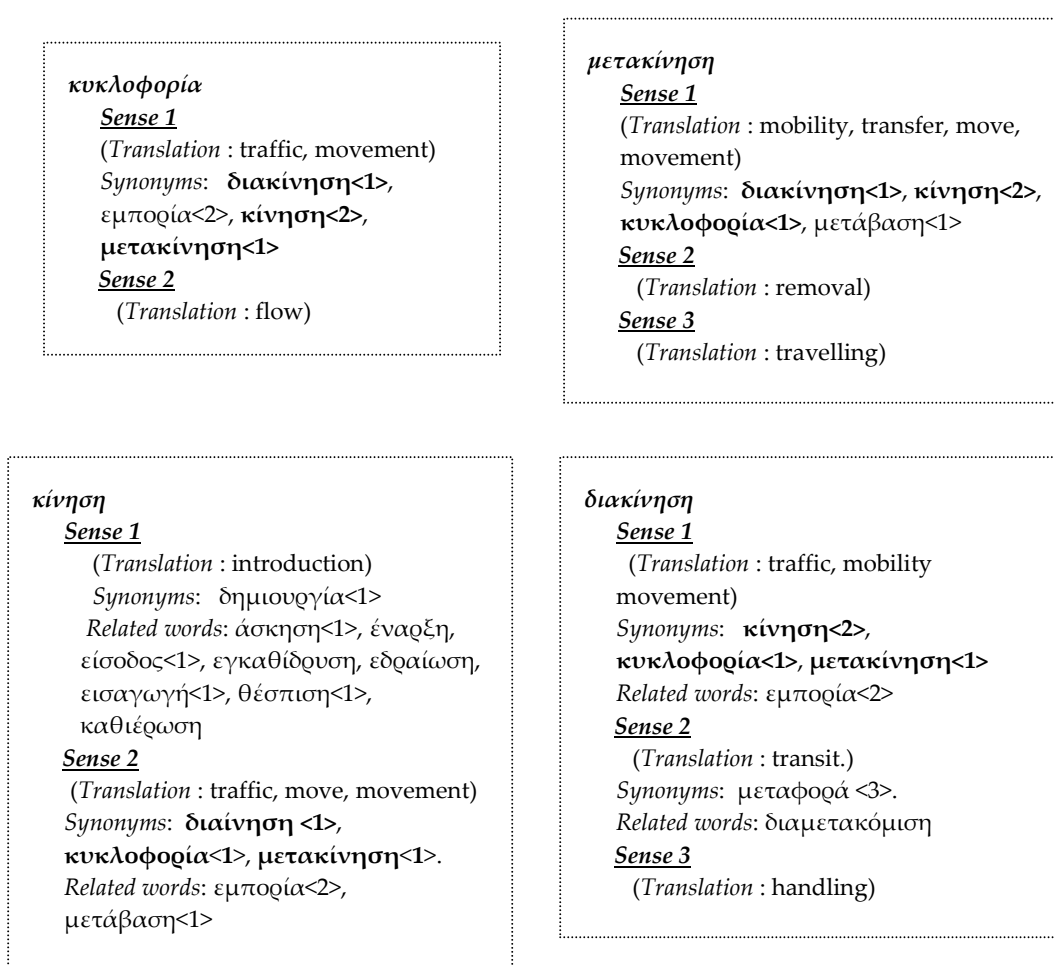 κυκλοφορία
Sense 1
(Translation : traffic, movement)
Synonyms: διακίνηση<1>,
εμπορία<2>, κίνηση<2>,
μετακίνηση<1>
Sense 2
(Translation : flow)
μετακίνηση
Sense 1
(Translation : mobility, transfer, move,
movement)
Synonyms: διακίνηση<1>, κίνηση<2>,
κυκλοφορία<1>, μετάβαση<1>
Sense 2
(Translation : removal)
Sense 3
(Translation : travelling)
κίνηση
Sense 1
(Translation : introduction)
Synonyms: δημιουργία<1>
Related words: άσκηση<1>, έναρξη,
είσοδος<1>, εγκαθίδρυση, εδραίωση,
εισαγωγή<1>, θέσπιση<1>,
καθιέρωση
Sense 2
(Translation : traffic, move, movement)
Synonyms: διαίνηση <1>,
κυκλοφορία<1>, μετακίνηση<1>.
Related words: εμπορία<2>,
μετάβαση<1>
διακίνηση
Sense 1
(Translation : traffic, mobility
movement)
Synonyms: κίνηση<2>,
κυκλοφορία<1>, μετακίνηση<1>
Related words: εμπορία<2>
Sense 2
(Translation : transit.)
Synonyms: μεταφορά <3>.
Related words: διαμετακόμιση
Sense 3
(Translation : handling)